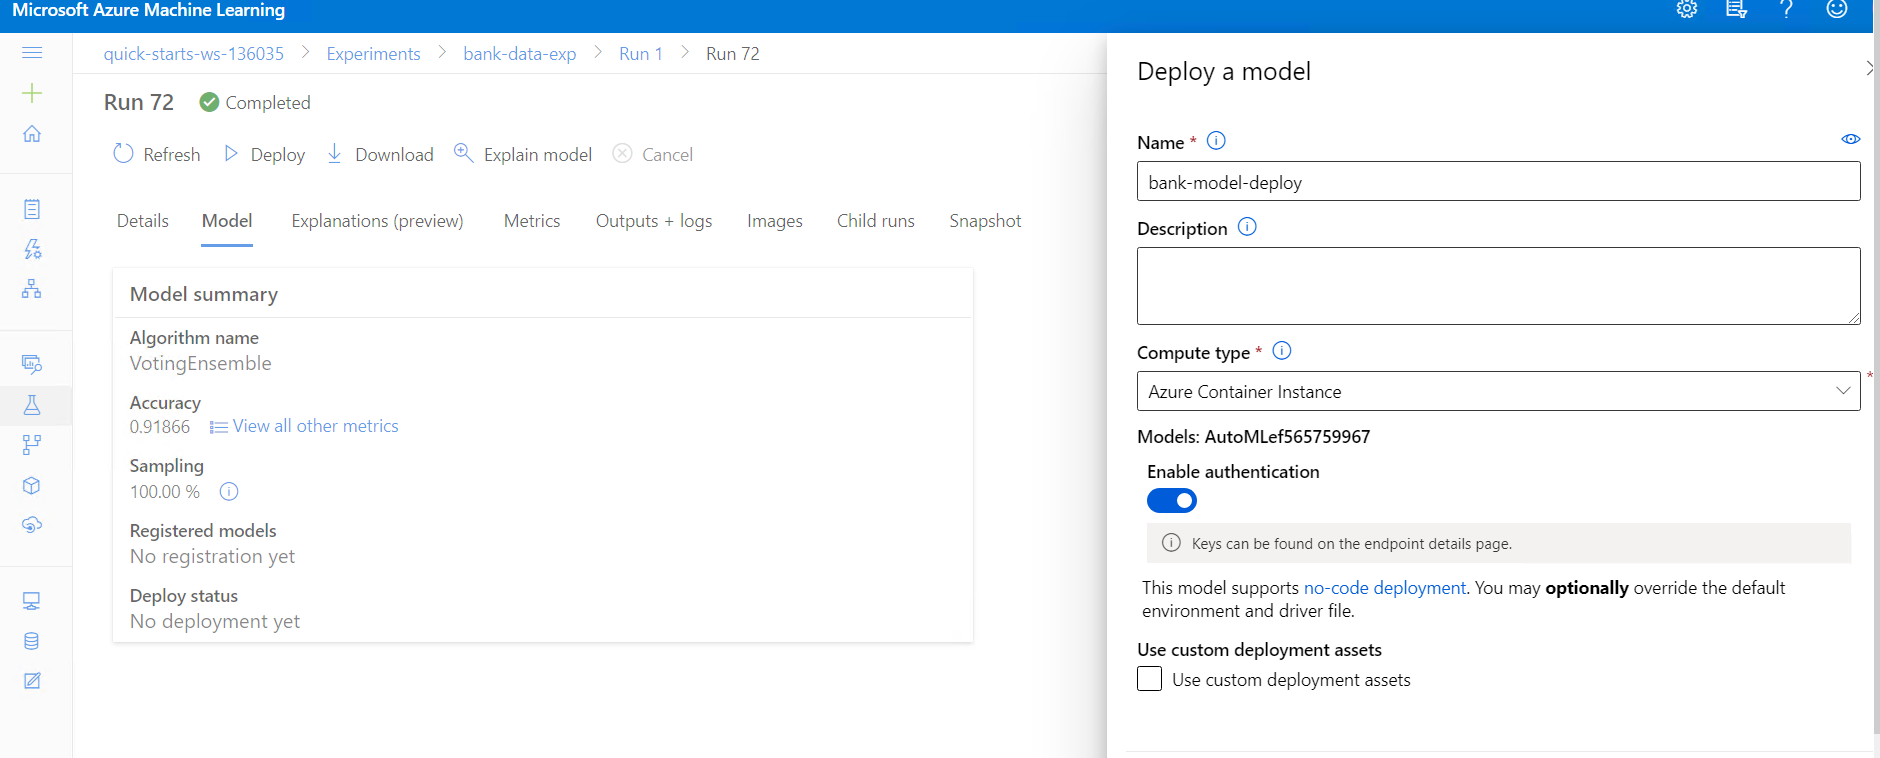 Microsoft Azure Machine Learning
quick-starts-ws-136035 > Experiments > bank-data-exp > Run 1 > Run 72
Run 72 Completed
Refresh Deploy Download Explain model Cancel
Details Model Explanations (preview) Metrics Outputs + logs Images Child runs Snapshot
Model summary
Algorithm name
VotingEnsemble
Accuracy
0.91866 View all other metrics
Sampling
100.00 %
Registered models
No registration yet
Deploy status
No deployment yet
Deploy a model
Name *
bank-model-deploy
Description
Compute type *
Azure Container Instance
*
Models: AutoMLef565759967
Enable authentication
Keys can be found on the endpoint details page.
This model supports no-code deployment. You may optionally override the default
environment and driver file.
Use custom deployment assets
Use custom deployment assets